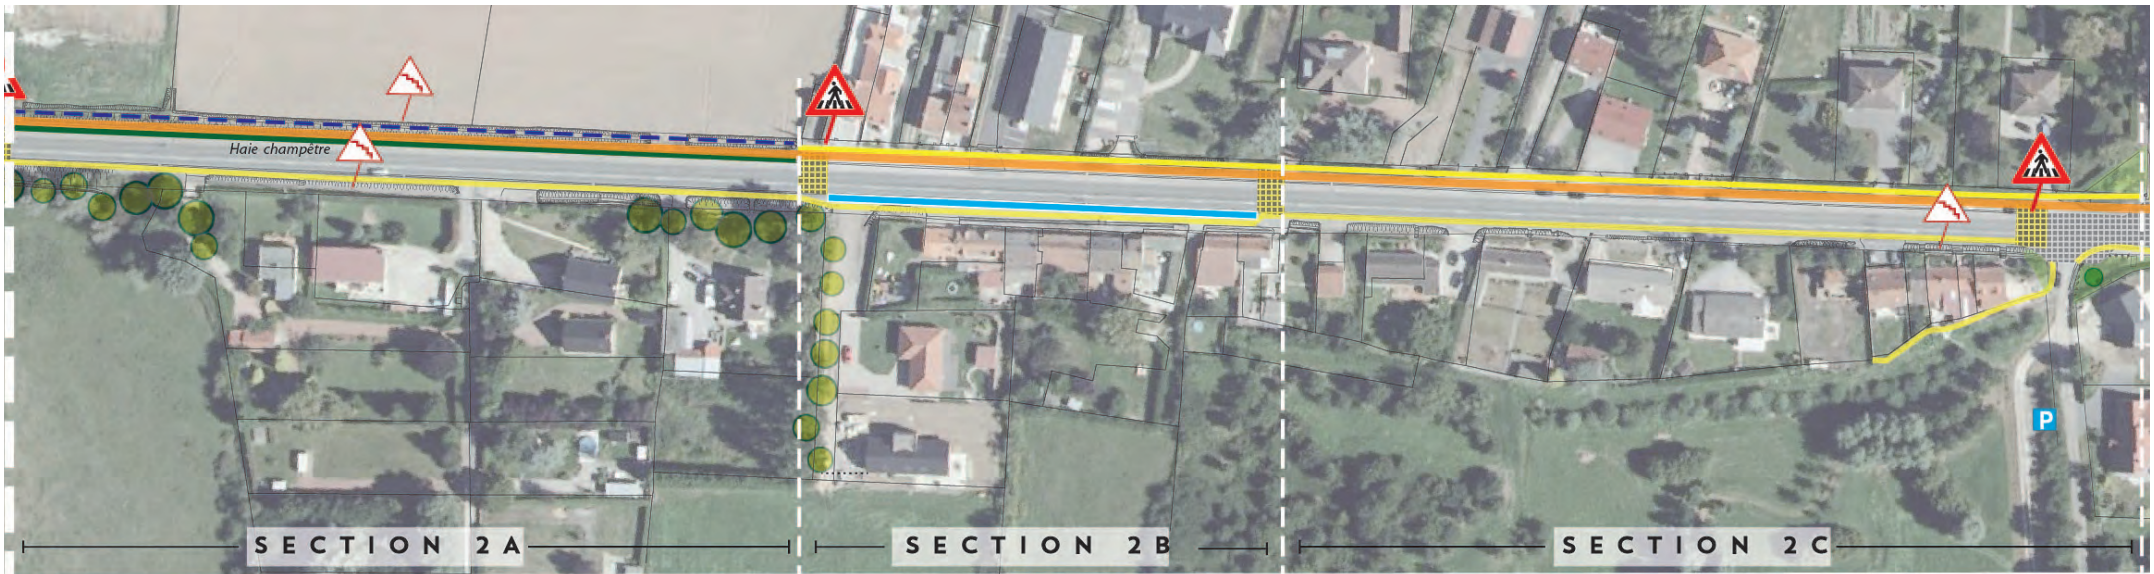 Haie champêtre
P
SECTION 2A
SECTION 2B
SECTION 2C